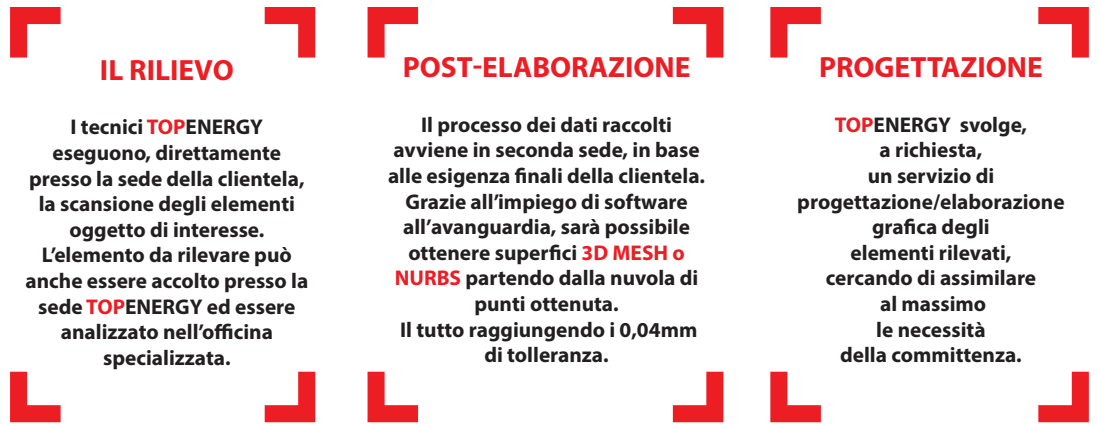 IL RILIEVO
I tecnici TOPENERGY
eseguono, direttamente
presso la sede della clientela,
la scansione degli elementi
oggetto di interesse.
L'elemento da rilevare può
anche essere accolto presso la
sede TOPENERGY ed essere
analizzato nell'officina
specializzata.
POST-ELABORAZIONE
Il processo dei dati raccolti
avviene in seconda sede, in base
alle esigenza finali della clientela.
Grazie all'impiego di software
all'avanguardia, sarà possibile
ottenere superfici 3D MESH o
NURBS partendo dalla nuvola di
punti ottenuta.
Il tutto raggiungendo i 0,04mm
di tolleranza.
PROGETTAZIONE
TOPENERGY svolge,
a richiesta,
un servizio di
progettazione/elaborazione
grafica degli
elementi rilevati,
cercando di assimilare
al massimo
le necessità
della committenza.